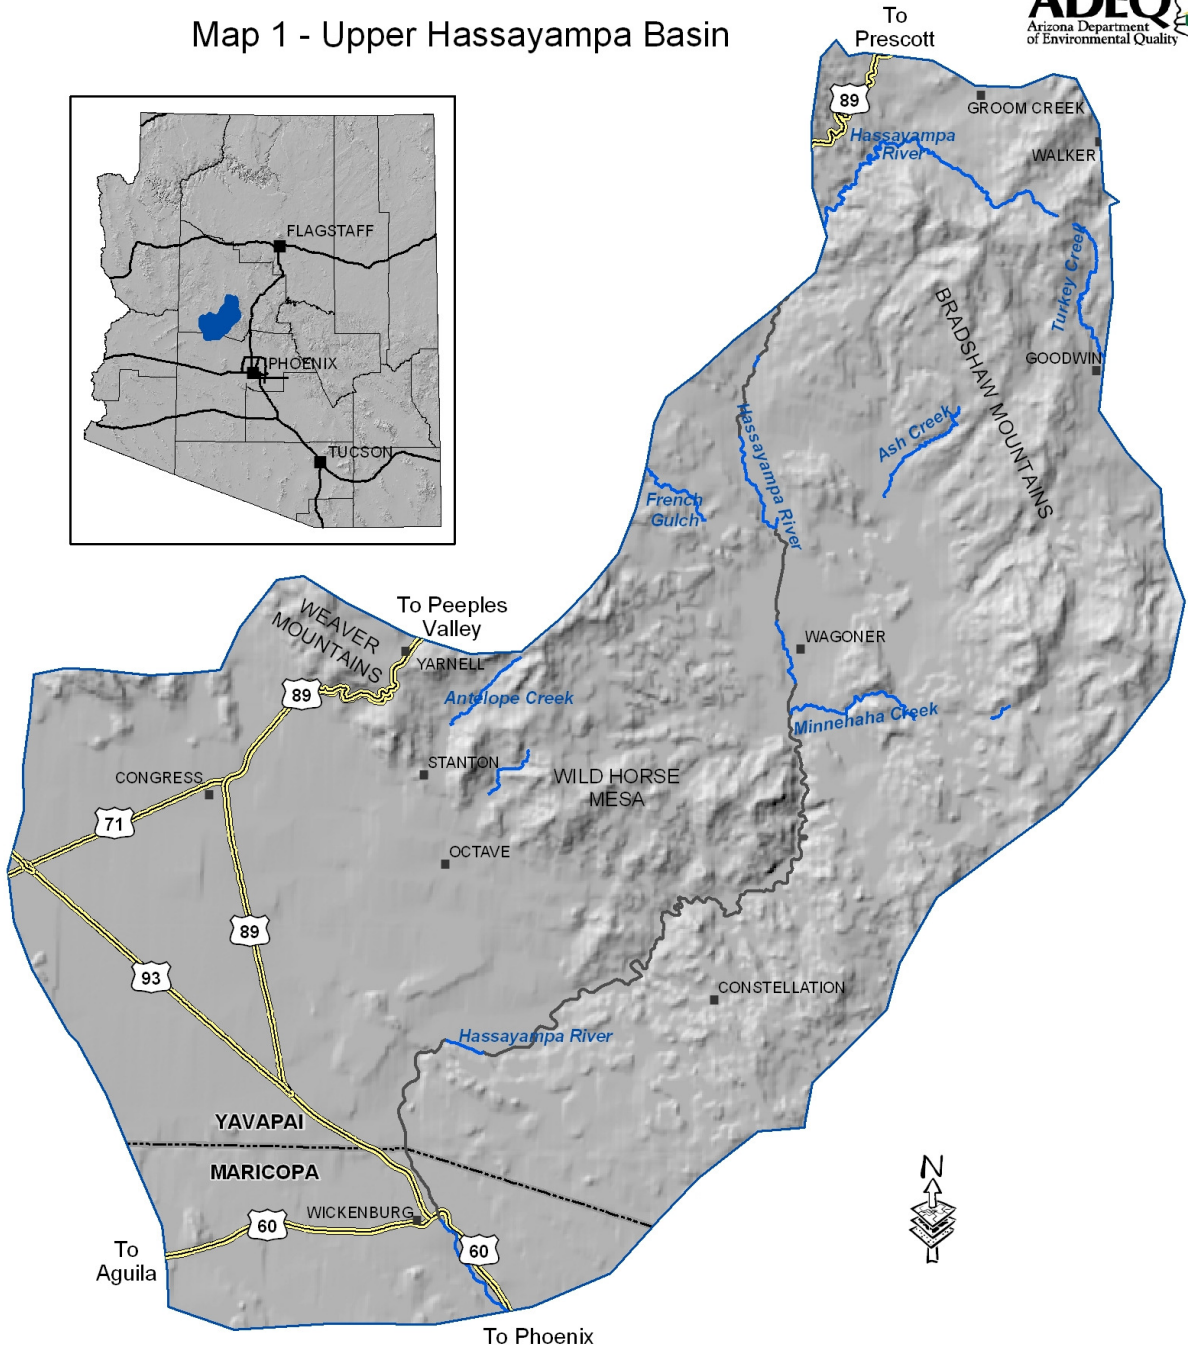 Map 1 - Upper Hassayampa Basin
ADEQ
Arizona Department
of Environmental Quality
To
Prescott
89
GROOM CREEK
Hassayampa
River
WALKER
FLAGSTAFF
PHOENIX
TUCSON
Turkey Creek
BRADSHAW MOUNTAINS
GOODWIN
Hassayampa River
Ash Creek
French
Gulch
WEAVER
MOUNTAINS
To Peeples
Valley
YARNELL
WAGONER
89
Antelope Creek
Minnehaha Creek
STANTON
WILD HORSE
MESA
CONGRESS
71
OCTAVE
89
93
CONSTELLATION
Hassayampa River
YAVAPAI
MARICOPA
N
WICKENBURG
60
60
To
Aguila
To Phoenix